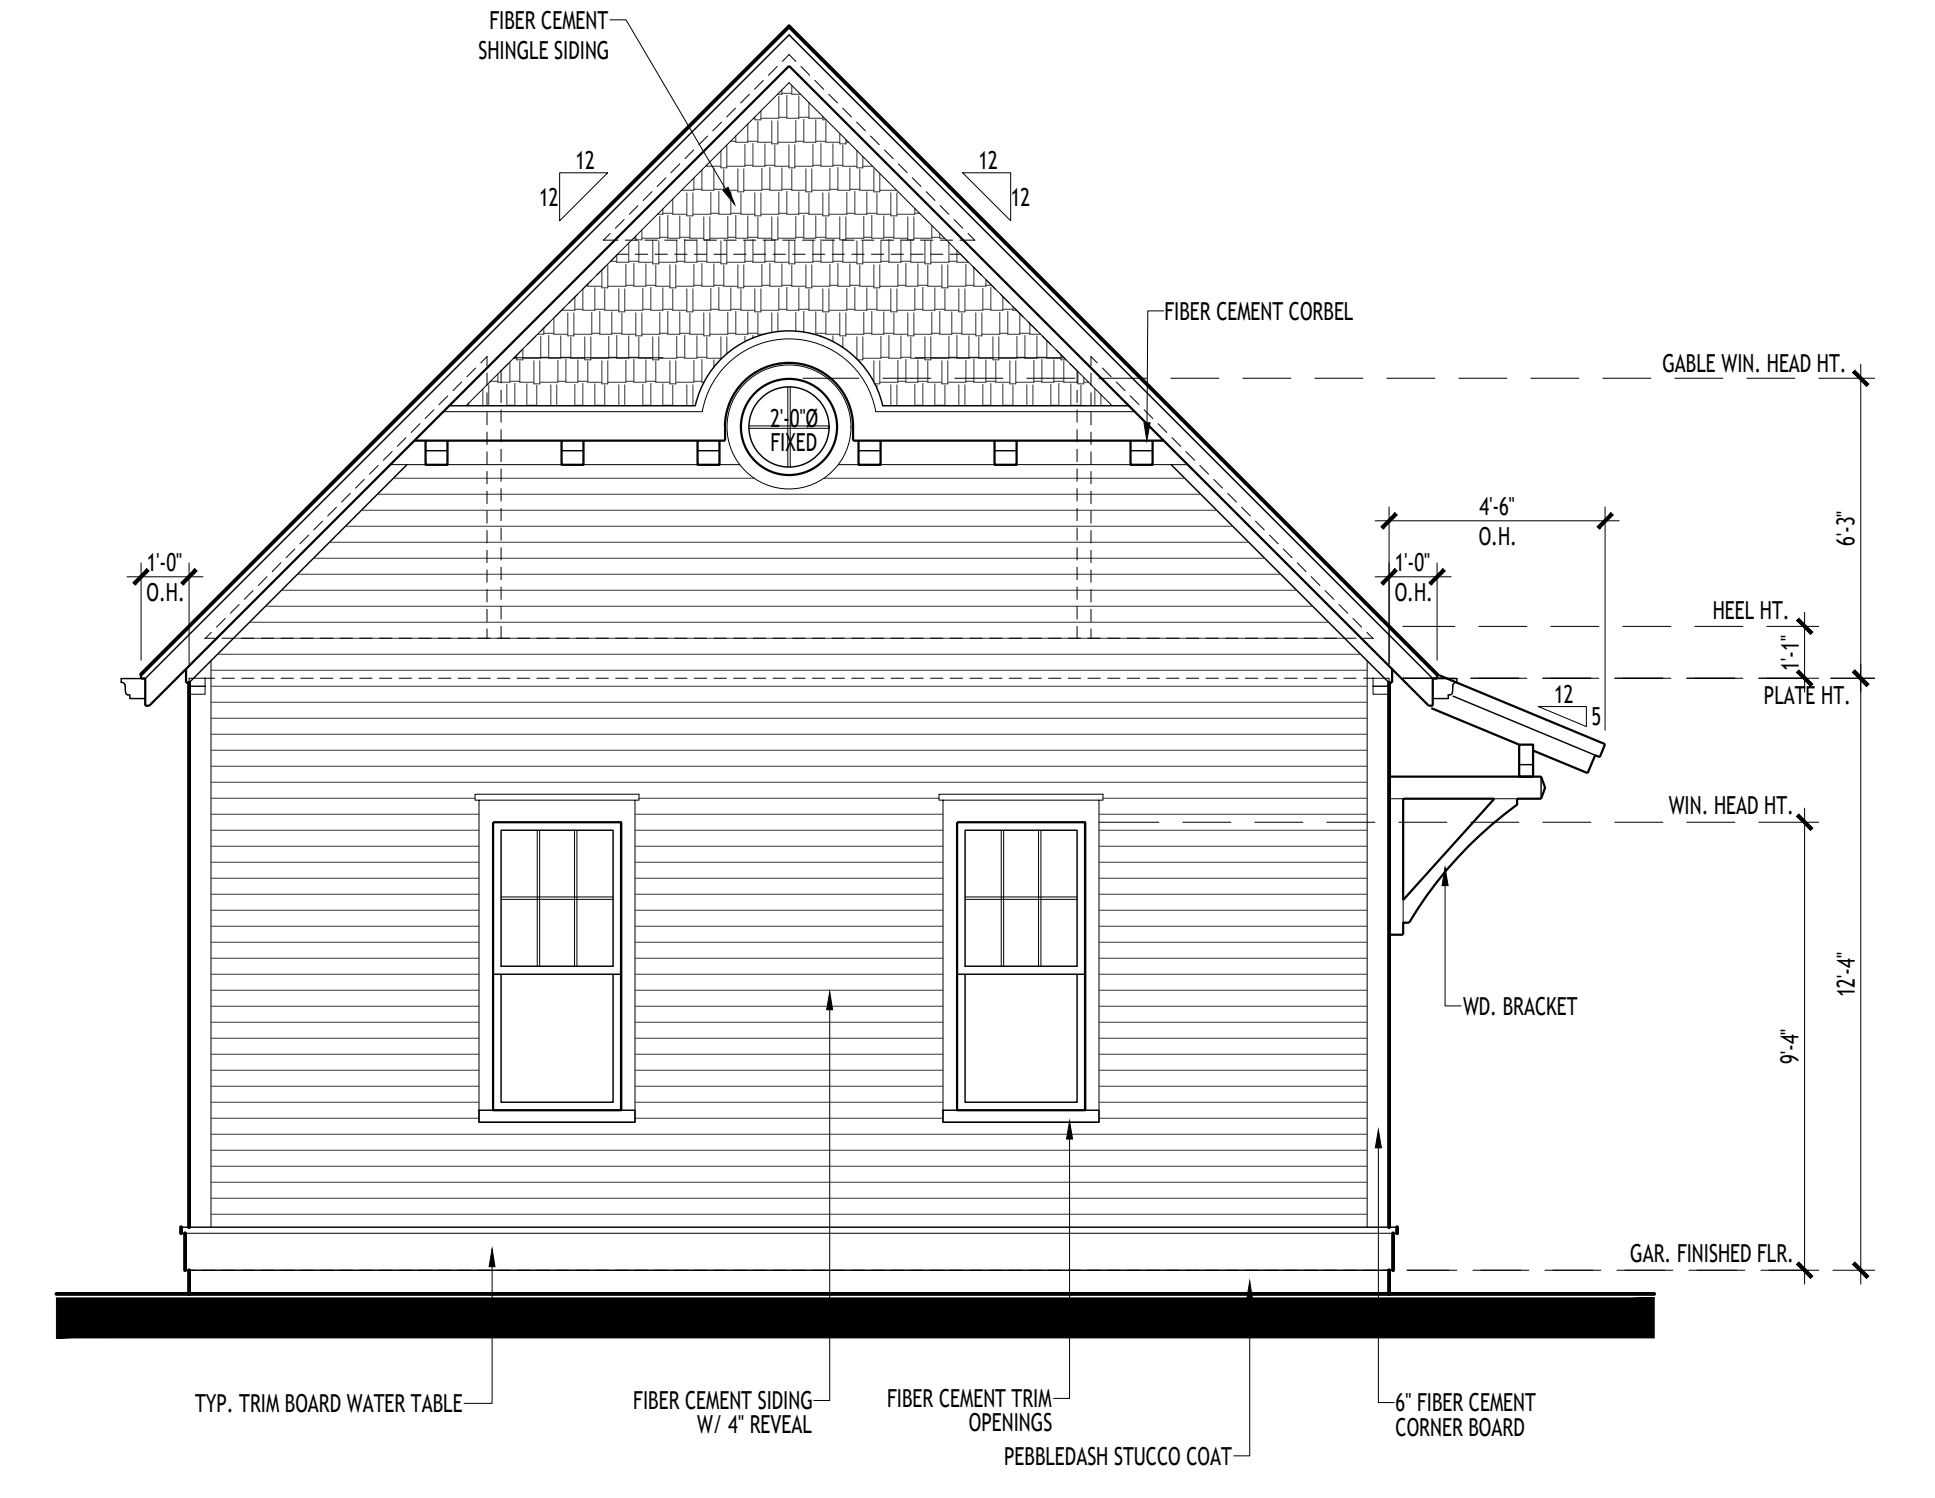 FIBER CEMENT
SHINGLE SIDING
12
12
12
12
FIBER CEMENT CORBEL
GABLE WIN. HEAD HT.
2'-0"Ø
FIXED
4'-6"
O.H.
6'-3"
1'-0"
O.H.
1'-0"
O.H.
HEEL HT.
1'-1"
PLATE HT.
12
5
WIN. HEAD HT.
12'-4"
WD. BRACKET
9'-4"
GAR. FINISHED FLR.
TYP. TRIM BOARD WATER TABLE
FIBER CEMENT SIDING
W/ 4" REVEAL
FIBER CEMENT TRIM
OPENINGS
PEBBLEDASH STUCCO COAT
6" FIBER CEMENT
CORNER BOARD